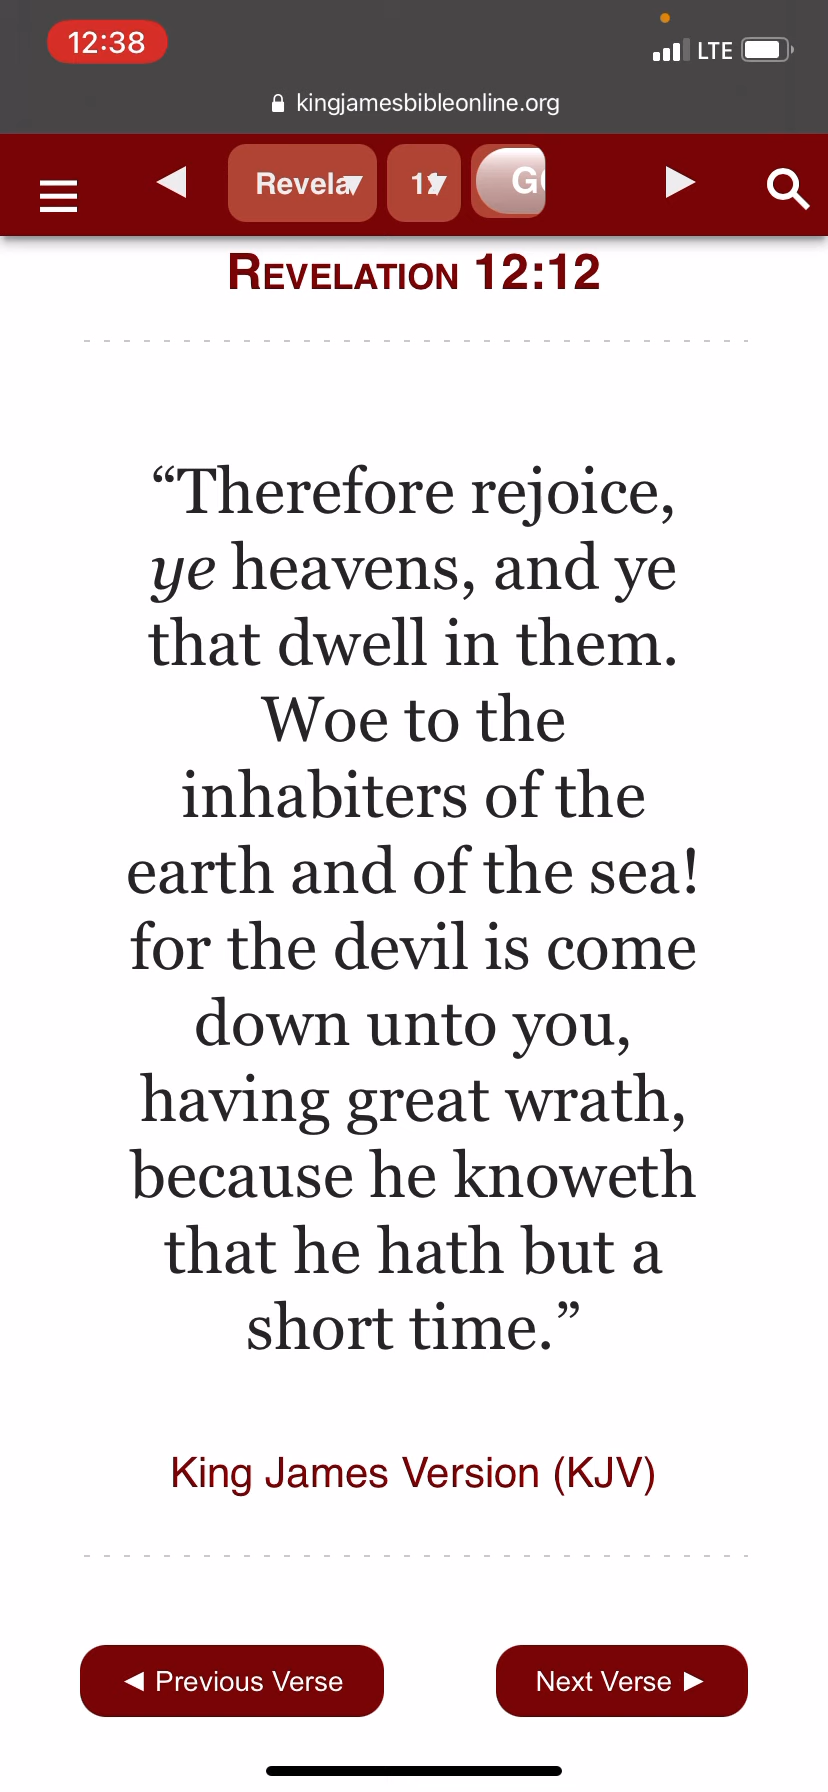 12:38
LTE
kingjamesbibleonline.org
Revela
REVELATION 12:12
“Therefore rejoice,
ye heavens, and ye
that dwell in them.
Woe to the
inhabiters of the
earth and of the sea!
for the devil is come
down unto you,
having great wrath,
because he knoweth
that he hath but a
short time.”
King James Version (KJV)
Previous Verse
Next Verse